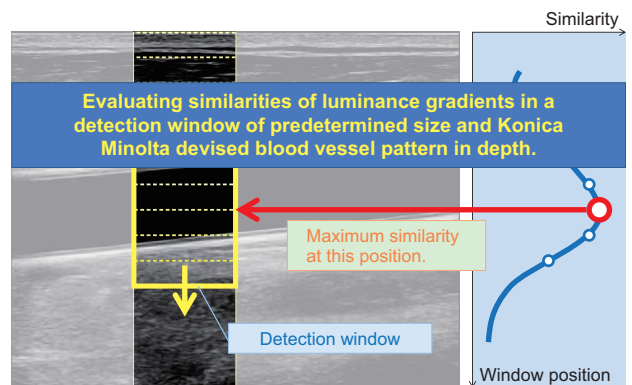 Similarity
Evaluating similarities of luminance gradients in a
detection window of predetermined size and Konica
Minolta devised blood vessel pattern in depth.
Maximum similarity
at this position.
Detection window
Window position